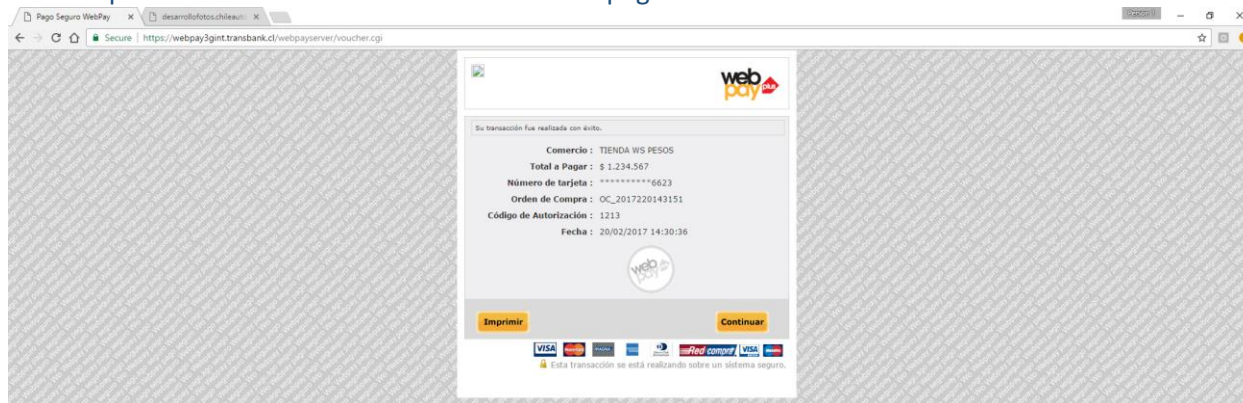 Pago Seguro WebPay
desarrollofotos.chileauto
Secure https://webpay3gint.transbank.cl/webpayserver/voucher.cgi
web pay plus
Su transacción fue realizada con éxito.
Comercio : TIENDA WS PESOS
Total a Pagar : $ 1.234.567
Número de tarjeta : **********6623
Orden de Compra : OC_2017220143151
Código de Autorización : 1213
Fecha : 20/02/2017 14:30:36
web pay
Imprimir Continuar
VISA Red compra VISA
Esta transacción se está realizando sobre un sistema seguro.